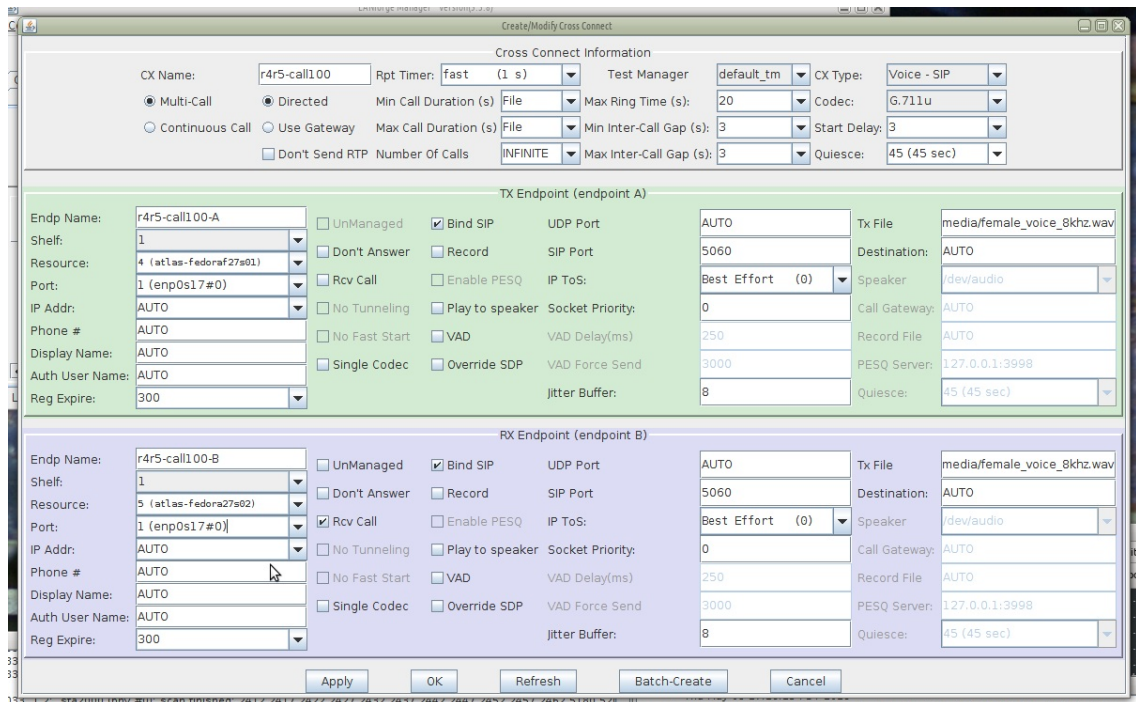 LANforge Manager Version(5.3.8)
Create/Modify Cross Connect
Cross Connect Information
CX Name: r4r5-call100 Rpt Timer: fast (1 s) Test Manager default_tm CX Type: Voice - SIP
Multi-Call Directed Min Call Duration (s) File Max Ring Time (s): 20 Codec: G.711u
Continuous Call Use Gateway Max Call Duration (s) File Min Inter-Call Gap (s): 3 Start Delay: 3
Don't Send RTP Number Of Calls INFINITE Max Inter-Call Gap (s): 3 Quiesce: 45 (45 sec)
TX Endpoint (endpoint A)
Endp Name: r4r5-call100-A UnManaged Bind SIP UDP Port AUTO Tx File media/female_voice_8khz.wav
Shelf: 1
Resource: 4 (atlas-fedoraf27s01) Don't Answer Record SIP Port 5060 Destination: AUTO
Port: 1 (enp0s17#0) Rcv Call Enable PESQ IP ToS: Best Effort (0) Speaker /dev/audio
IP Addr: AUTO No Tunneling Play to speaker Socket Priority: 0 Call Gateway: AUTO
Phone # AUTO No Fast Start VAD VAD Delay(ms) 250 Record File AUTO
Display Name: AUTO
Auth User Name: AUTO Single Codec Override SDP VAD Force Send 3000 PESQ Server: 127.0.0.1:3998
Reg Expire: 300 Jitter Buffer: 8 Quiesce: 45 (45 sec)
RX Endpoint (endpoint B)
Endp Name: r4r5-call100-B UnManaged Bind SIP UDP Port AUTO Tx File media/female_voice_8khz.wav
Shelf: 1
Resource: 5 (atlas-fedora27s02) Don't Answer Record SIP Port 5060 Destination: AUTO
Port: 1 (enp0s17#0) Rcv Call Enable PESQ IP ToS: Best Effort (0) Speaker /dev/audio
IP Addr: AUTO No Tunneling Play to speaker Socket Priority: 0 Call Gateway: AUTO
Phone # AUTO No Fast Start VAD VAD Delay(ms) 250 Record File AUTO
Display Name: AUTO
Auth User Name: AUTO Single Codec Override SDP VAD Force Send 3000 PESQ Server: 127.0.0.1:3998
Reg Expire: 300 Jitter Buffer: 8 Quiesce: 45 (45 sec)
Apply OK Refresh Batch-Create Cancel